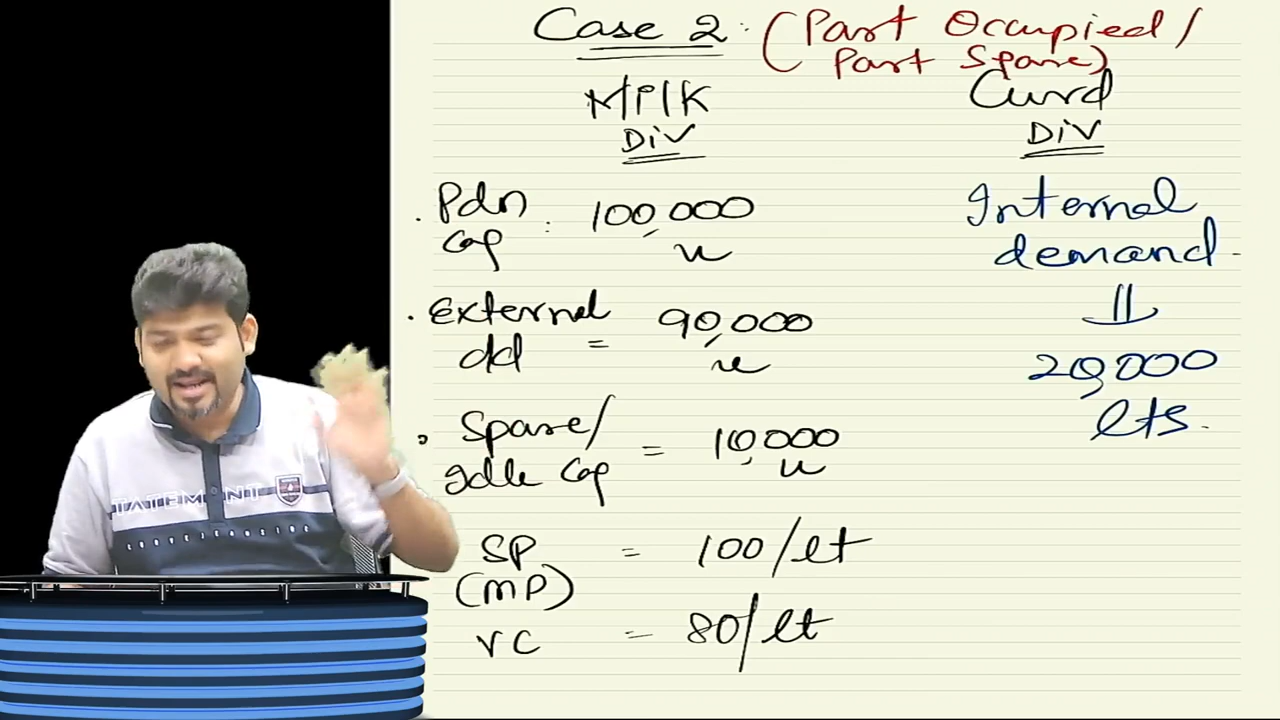 Case 2: (Part Occupied/
Part Spare)
Milk
Div
Curd
Div
. Pdn
Cap : 100,000
u
. External
dd = 90,000
u
. Spare/
Idle Cap = 10,000
u
SP = 100/lt
(MP)
VC = 80/lt
Internal
demand.
20,000
lts.
TATEMENT